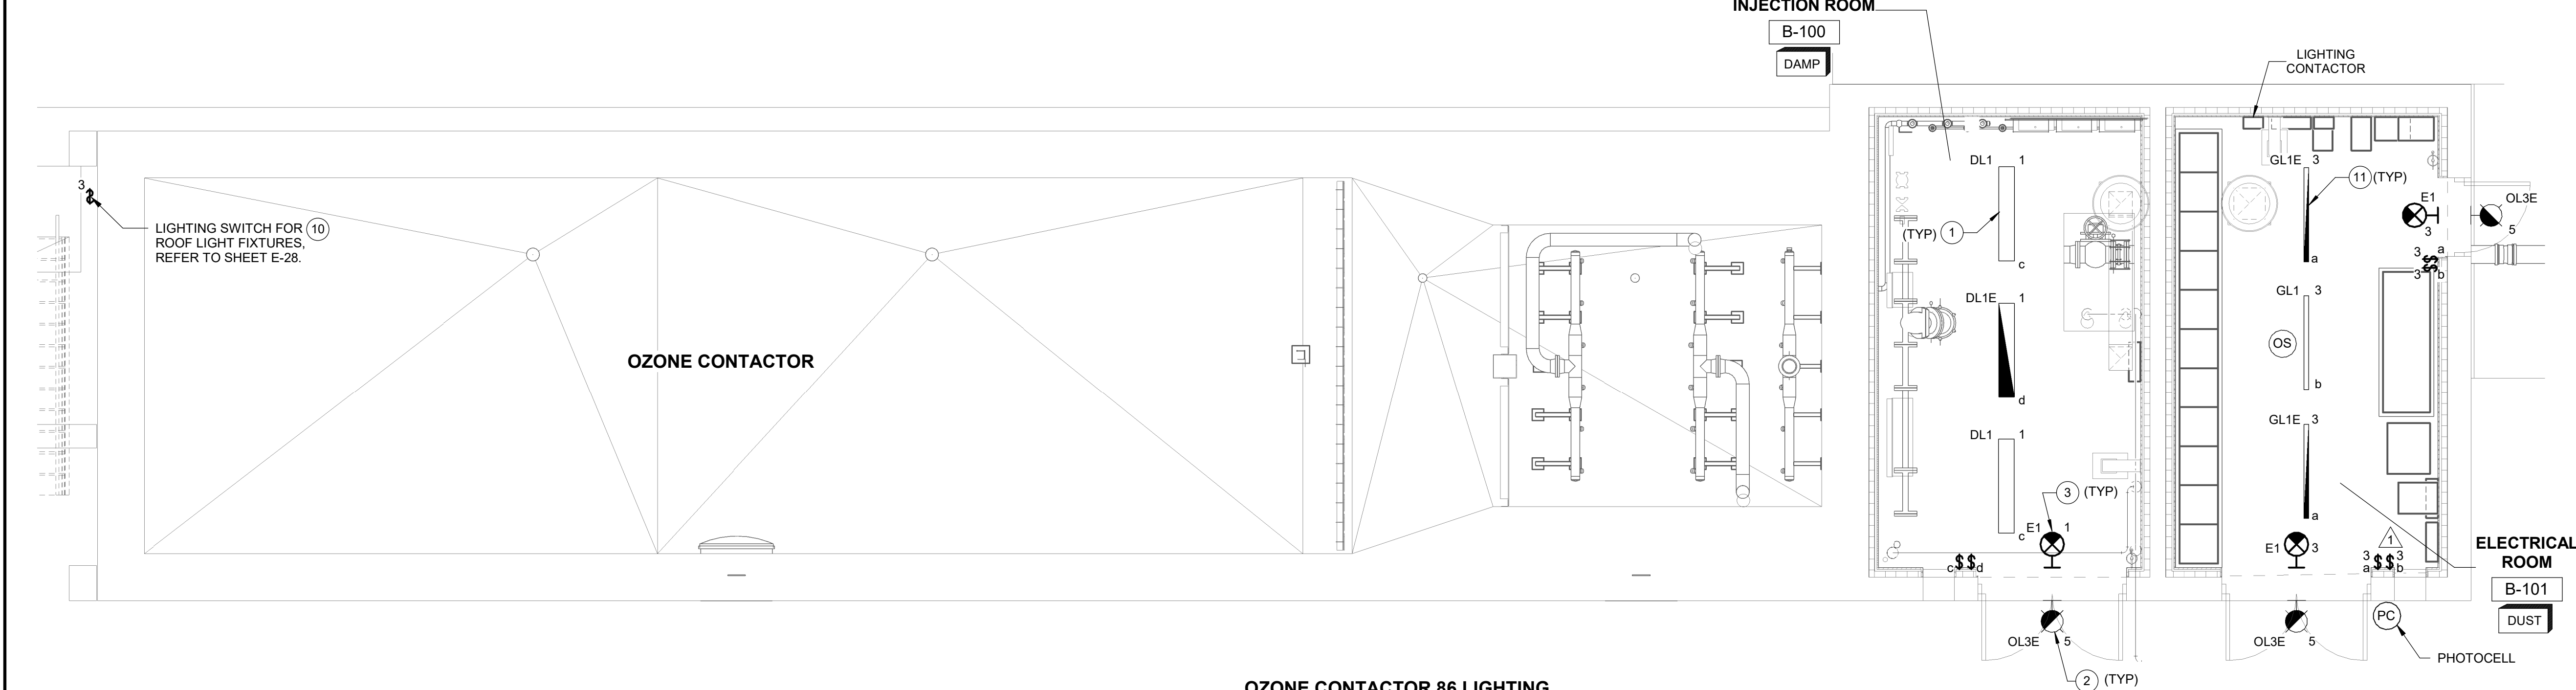 INJECTION ROOM
B-100
DAMP
LIGHTING
CONTACTOR
3
LIGHTING SWITCH FOR 10
ROOF LIGHT FIXTURES,
REFER TO SHEET E-28.
OZONE CONTACTOR
DL1 1
(TYP) 1
c
DL1E 1
d
DL1 1
c
3 (TYP)
E1 1
c $ $ d
OL3E 5
2 (TYP)
GL1E 3
11 (TYP)
a
E1
3
OL3E
5
3 $ $ a
3 b
GL1 3
OS
b
GL1E 3
a
E1 3
1
3 $ $ 3
a b
OL3E 5
PC
PHOTOCELL
ELECTRICAL
ROOM
B-101
DUST
OZONE CONTACTOR 86 LIGHTING